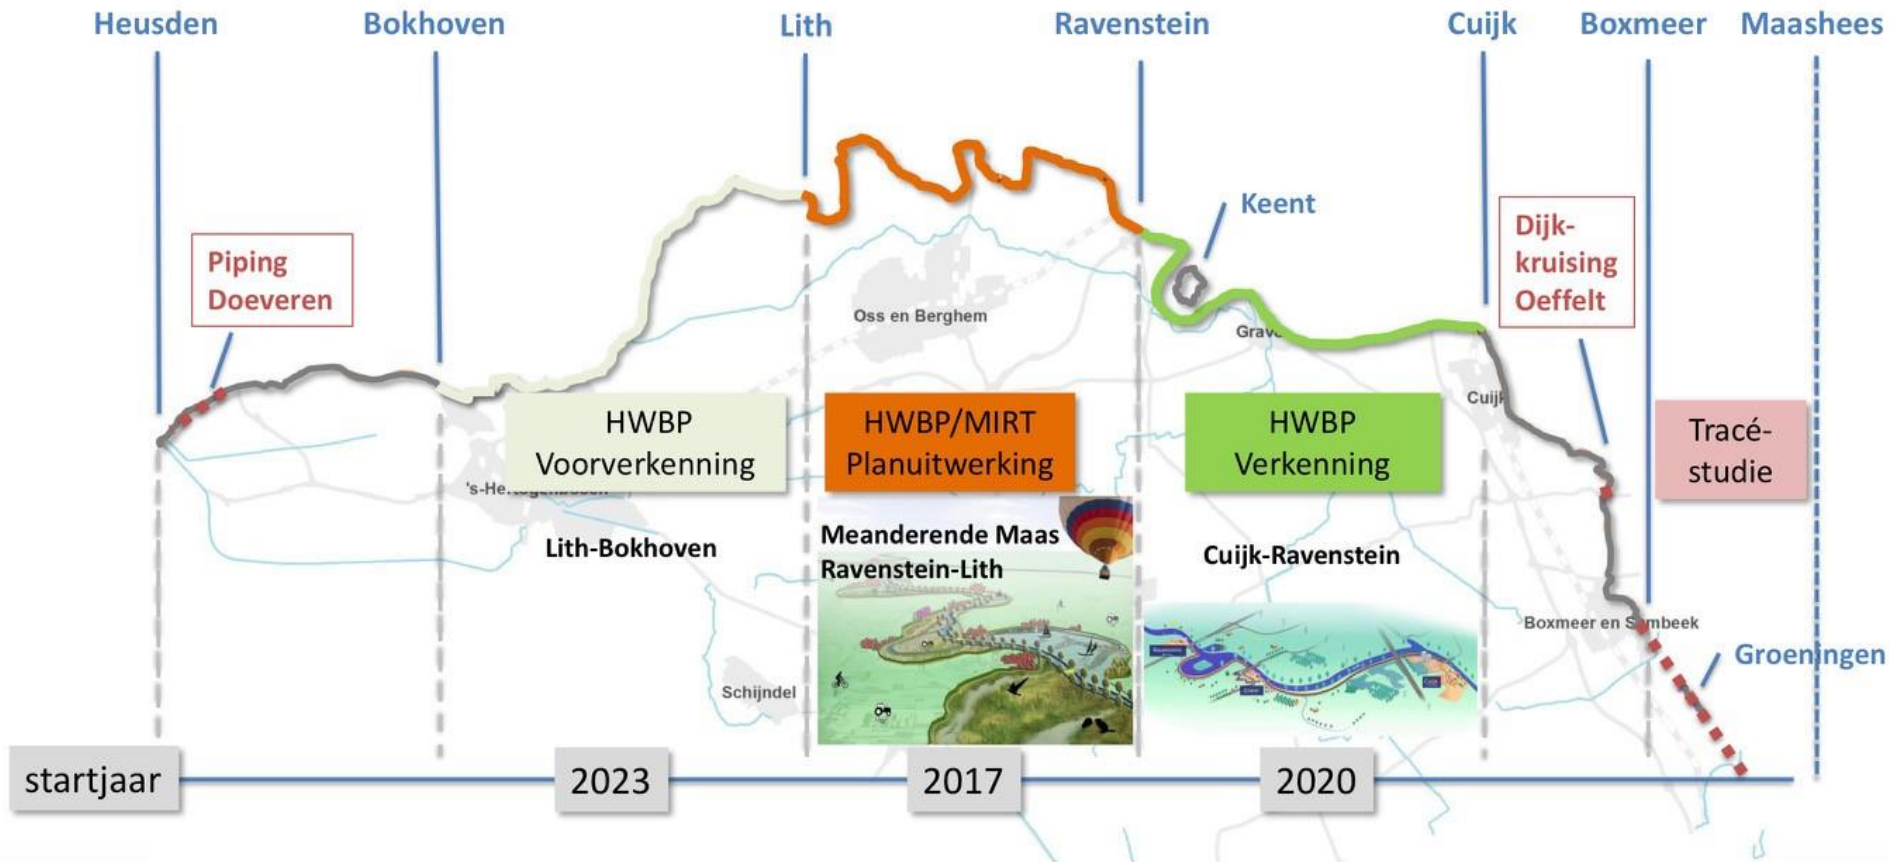 Heusden
Bokhoven
Lith
Ravenstein
Cuijk
Boxmeer
Maashees
Keent
Piping
Doeveren
Dijk-
kruising
Oeffelt
Oss en Berghem
Cuijk
HWBP
Voorverkenning
HWBP/MIRT
Planuitwerking
HWBP
Verkenning
Tracé-
studie
Lith-Bokhoven
Meanderende Maas
Ravenstein-Lith
Cuijk-Ravenstein
Boxmeer en Sambeek
Groeningen
Schijndel
startjaar
2023
2017
2020